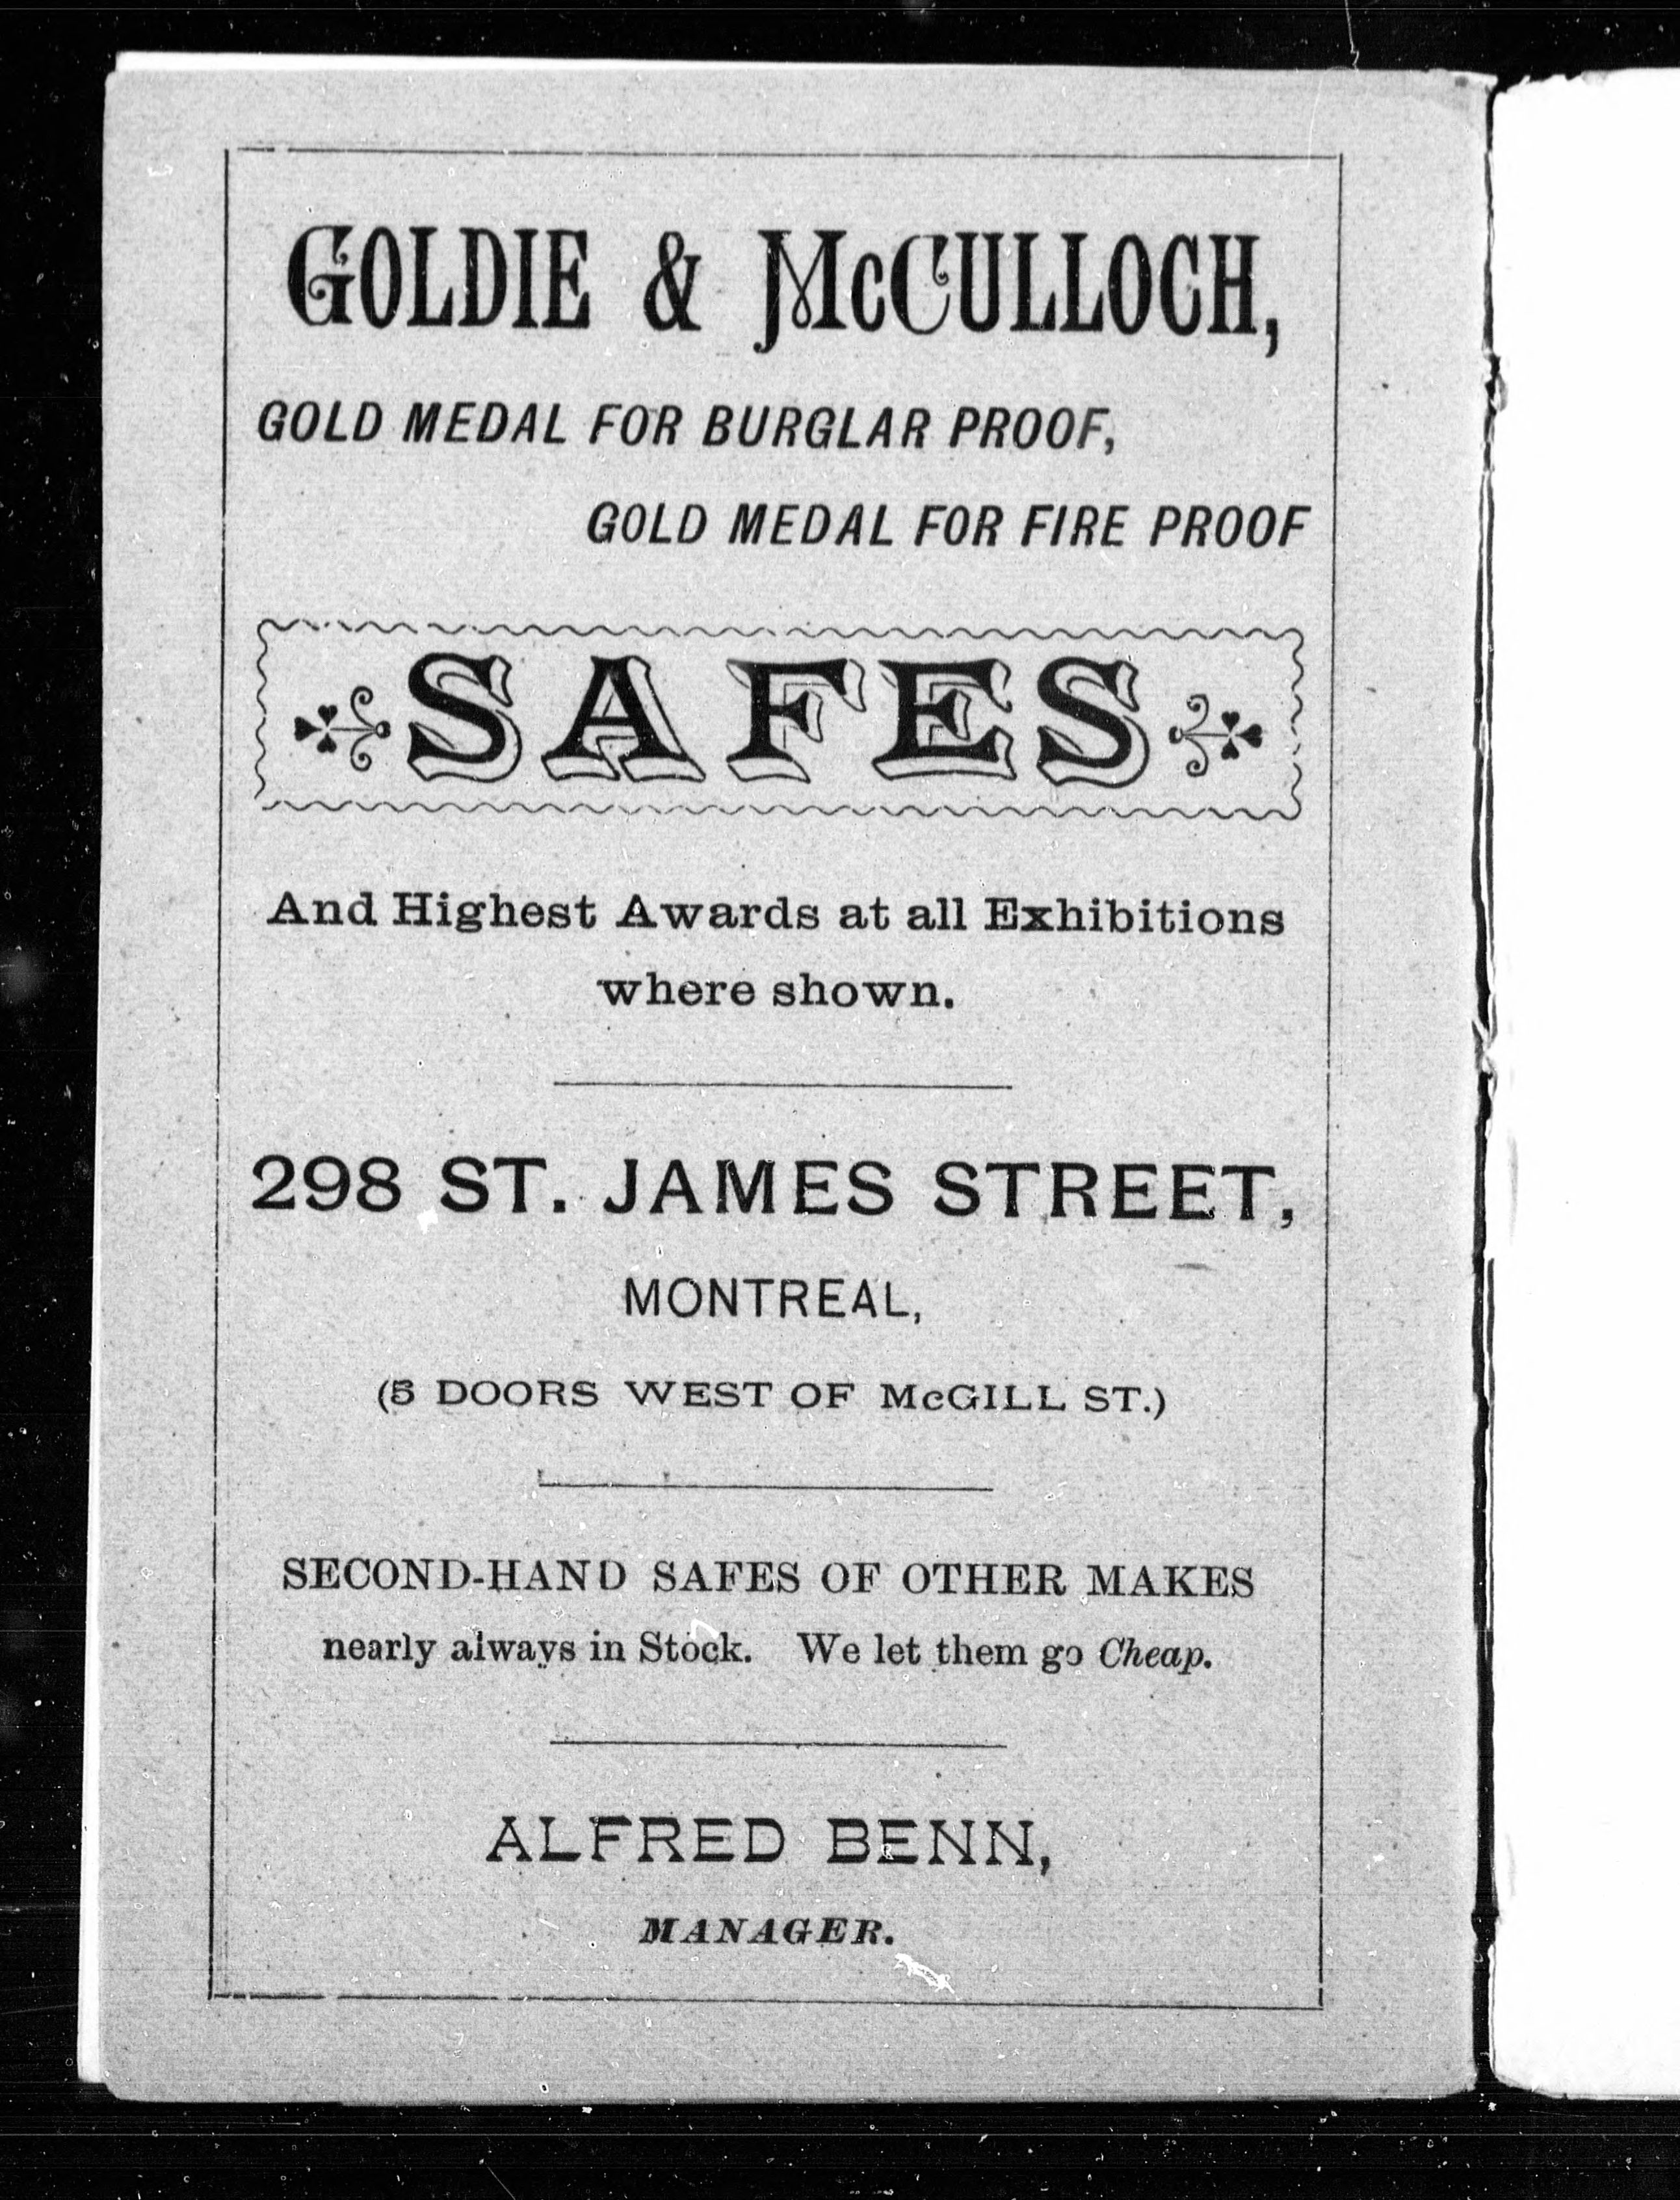 GOLDIE & McCULLOCH,
GOLD MEDAL FOR BURGLAR PROOF,
GOLD MEDAL FOR FIRE PROOF
SAFES
And Highest Awards at all Exhibitions
where shown.
298 ST. JAMES STREET,
MONTREAL,
(5 DOORS WEST OF McGILL ST.)
SECOND-HAND SAFES OF OTHER MAKES
nearly always in Stock. We let them go Cheap.
ALFRED BENN,
MANAGER.